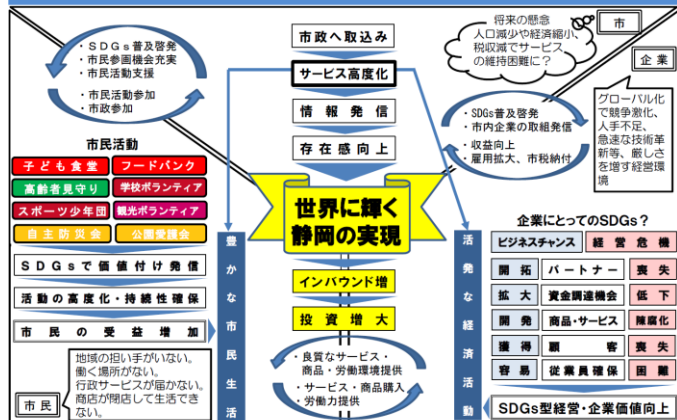 ・SDGs普及啓発
・市民参画機会充実
・市民活動支援
・市民活動参加
・市政参加
市政へ取込み
サービス高度化
情報発信
存在感向上
将来の懸念
人口減少や経済縮小、
税収減でサービス
の維持困難に？
市
企業
・SDGs普及啓発
・市内企業の取組発信
・収益向上
・雇用拡大、市税納付
グローバル化
で競争激化、
人手不足、
急速な技術革
新等、厳しさ
を増す経営環
境
市民活動
子ども食堂
フードバンク
高齢者見守り
学校ボランティア
スポーツ少年団
観光ボランティア
自主防災会
公園愛護会
SDGsで価値付け発信
活動の高度化・持続性確保
市民の受益増加
市民
地域の担い手がいない。
働く場所がない。
行政サービスが届かない。
商店が閉店して生活でき
ない。
豊かな市民生活
世界に輝く
静岡の実現
インバウンド増
投資増大
・良質なサービス・
商品・労働環境提供
・サービス・商品購入
・労働力提供
活発な経済活動
企業にとってのSDGs？
ビジネスチャンス
経営危機
開拓 パートナー 喪失
拡大 資金調達機会 低下
開発 商品・サービス 陳腐化
獲得 顧客 喪失
容易 従業員確保 困難
SDGs型経営・企業価値向上